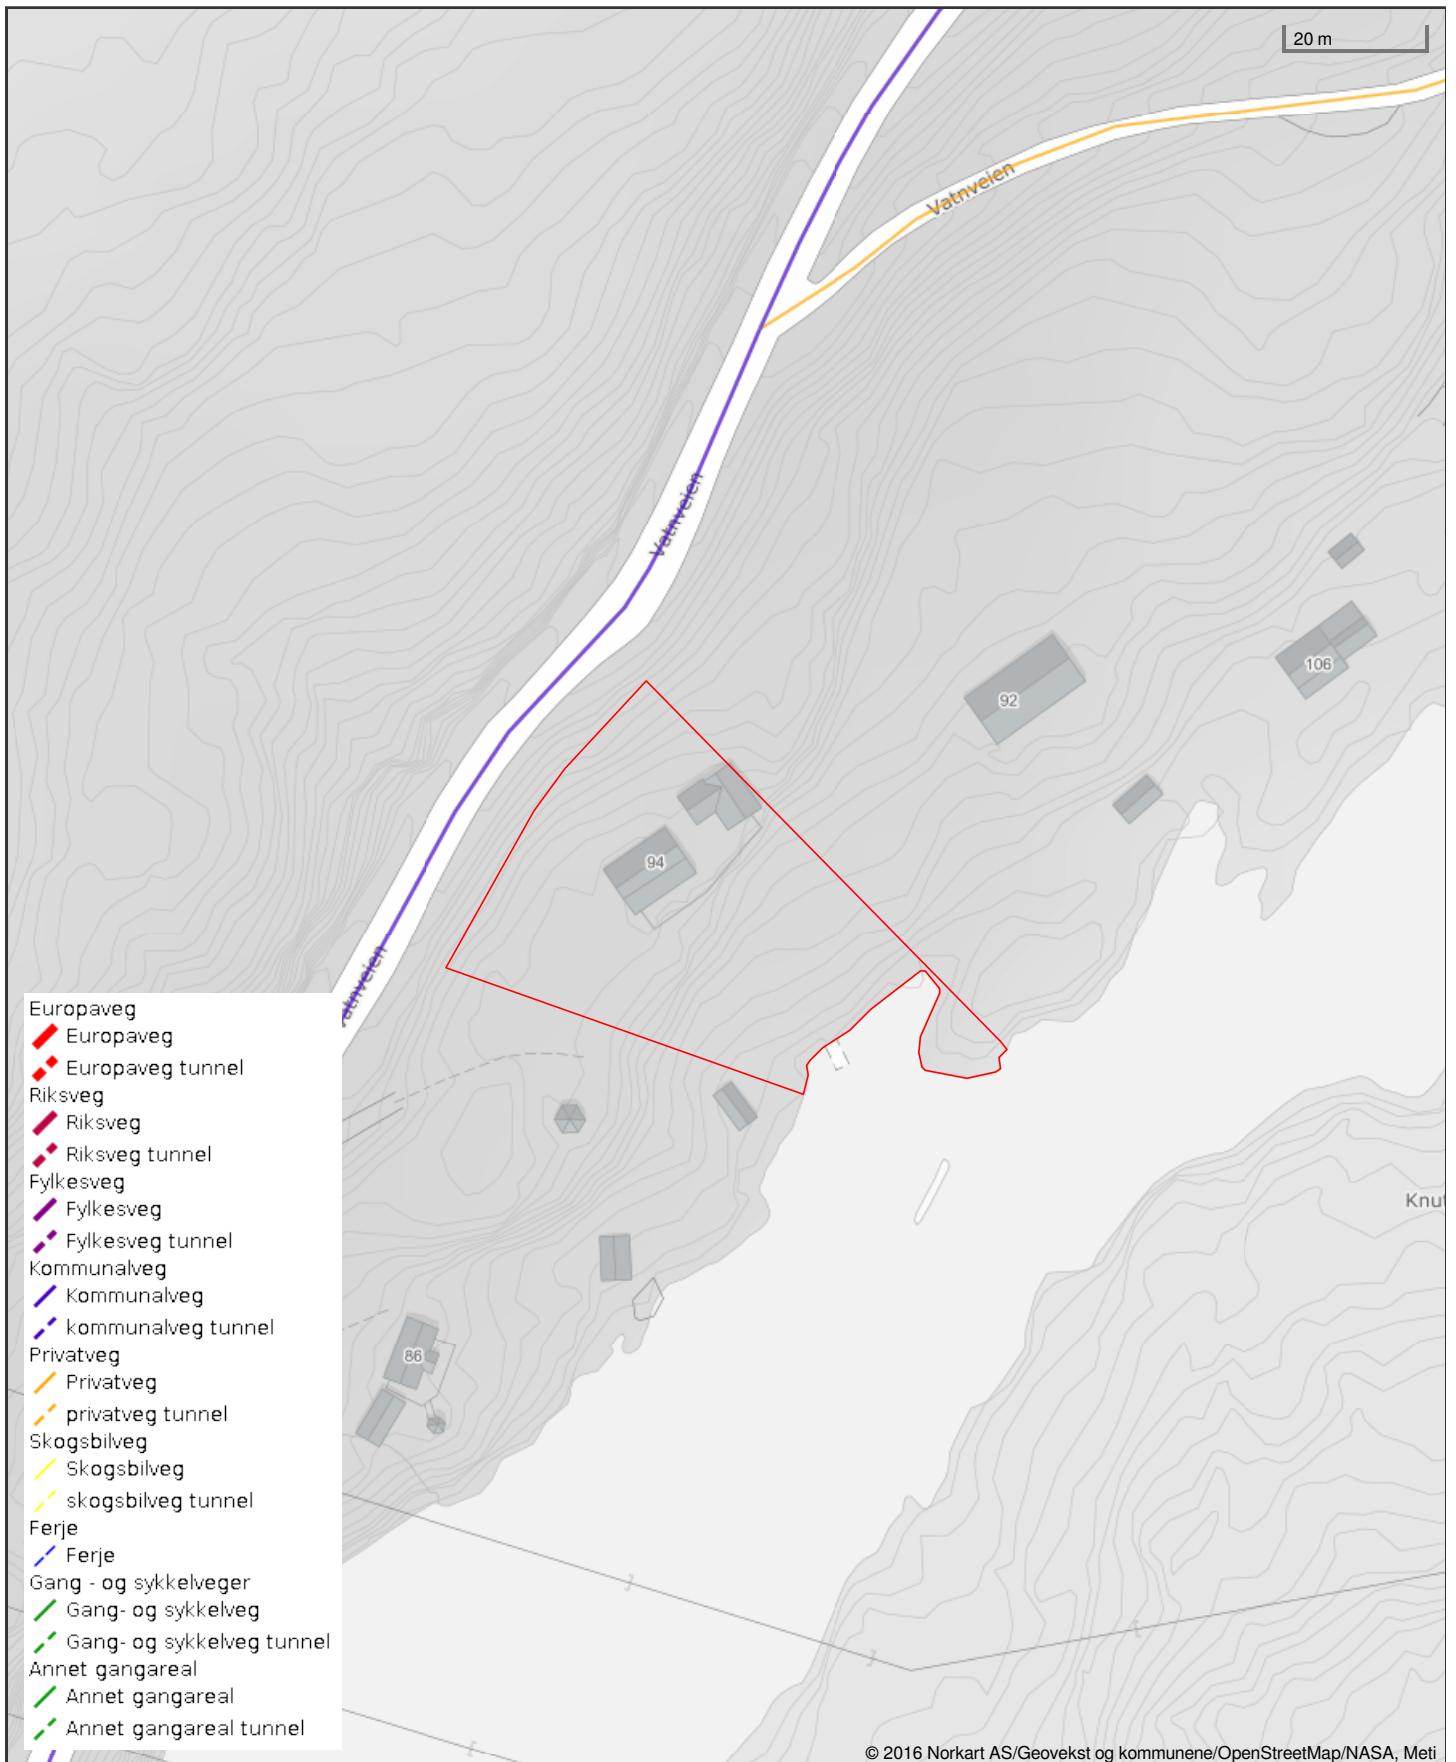 20 m
Vatnveien
Vatnveien
106
92
94
Vatnveien
Europaveg
Europaveg
Europaveg tunnel
Riksveg
Riksveg
Riksveg tunnel
Fylkesveg
Fylkesveg
Fylkesveg tunnel
Kommunalveg
Kommunalveg
kommunalveg tunnel
Privatveg
Privatveg
privatveg tunnel
Skogsbilveg
Skogsbilveg
skogsbilveg tunnel
Ferje
Ferje
Gang - og sykkelveger
Gang- og sykkelveg
Gang- og sykkelveg tunnel
Annet gangareal
Annet gangareal
Annet gangareal tunnel
Knut
86
© 2016 Norkart AS/Geovekst og kommunene/OpenStreetMap/NASA, Meti